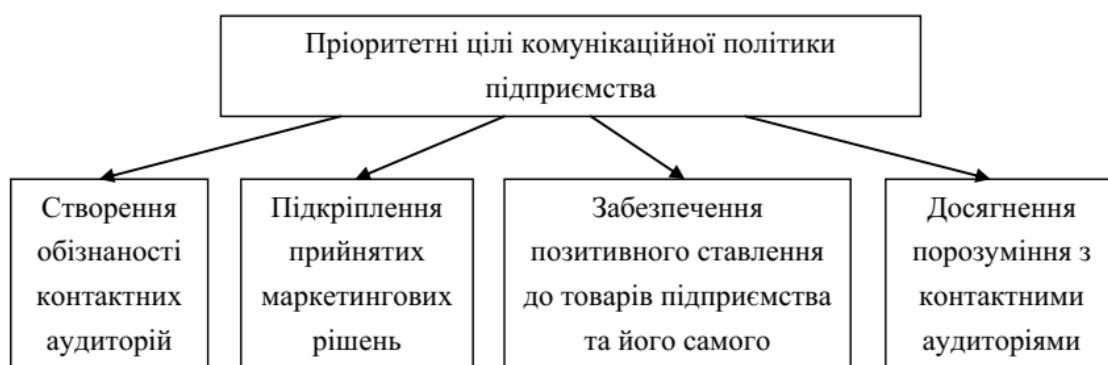 Пріоритетні цілі комунікаційної політики
підприємства
Створення
обізнаності
контактних
аудиторій
Підкріплення
прийнятих
маркетингових
рішень
Забезпечення
позитивного ставлення
до товарів підприємства
та його самого
Досягнення
порозуміння з
контактними
аудиторіями